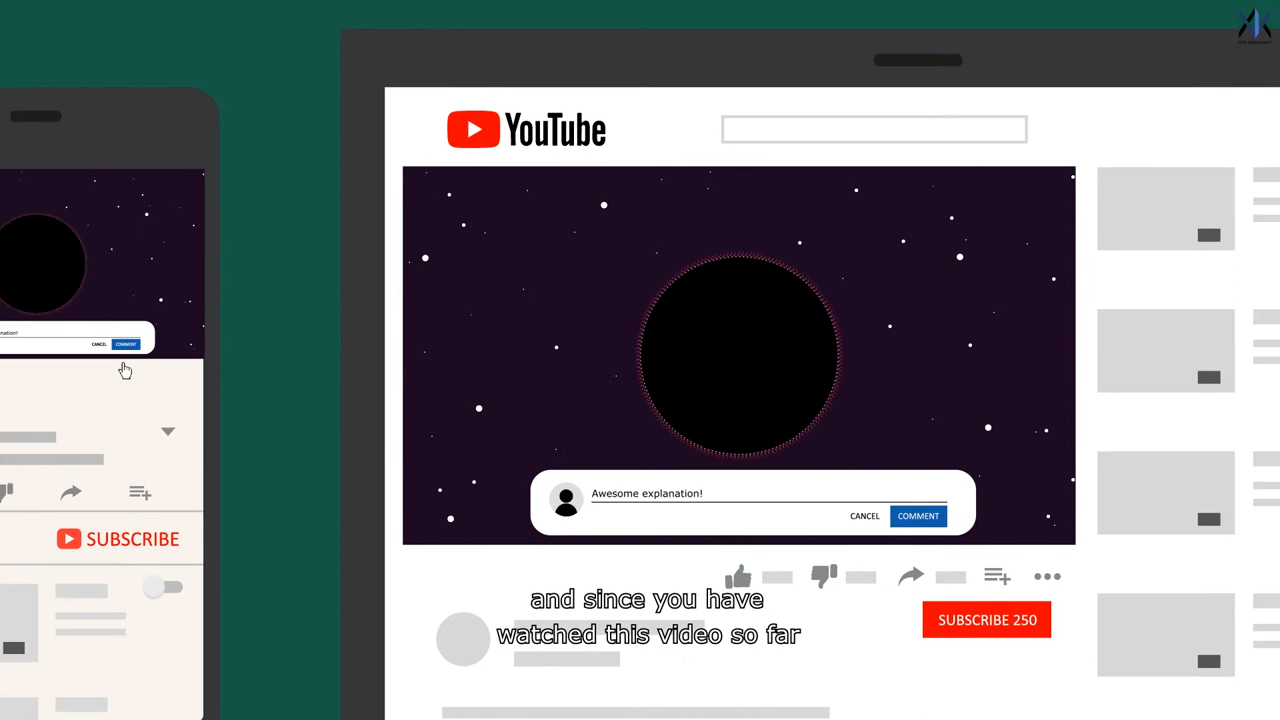 YouTube
anation!
CANCEL
COMMENT
Awesome explanation!
CANCEL
COMMENT
SUBSCRIBE
and since you have
watched this video so far
SUBSCRIBE 250